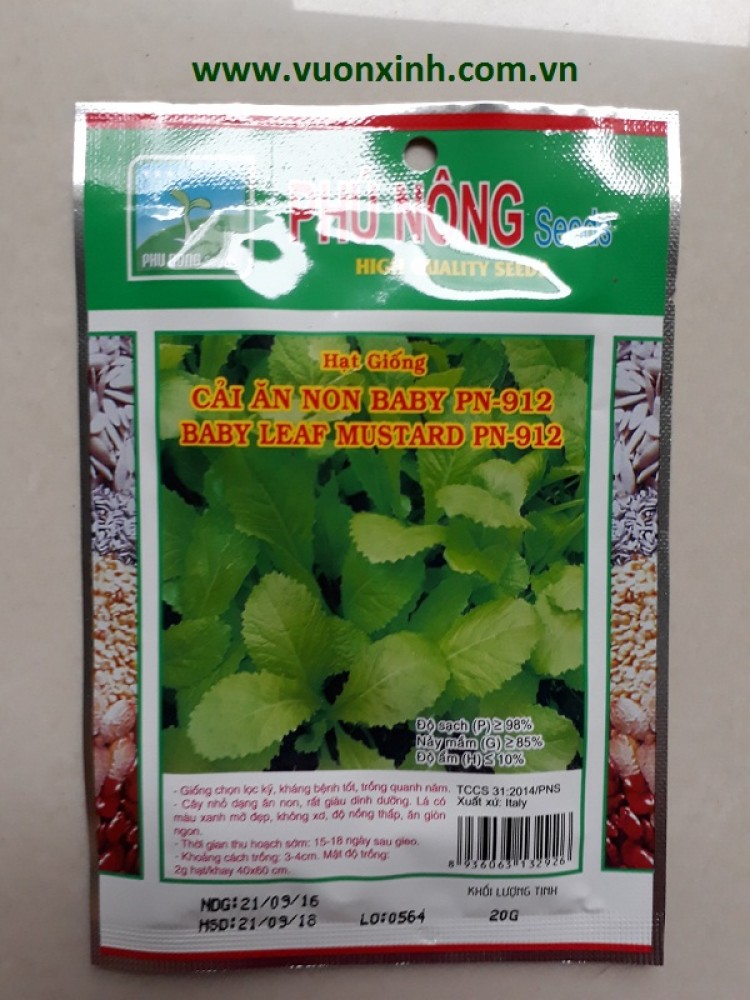 www.vuonxinh.com.vn
PHÚ NÔNG Seeds
PHU NONG
HIGH QUALITY SEEDS
Hạt Giống
CẢI ĂN NON BABY PN-912
BABY LEAF MUSTARD PN-912
Độ sạch (P) ≥ 98%
Nảy mầm (G) ≥ 85%
Độ ẩm (H) ≤ 10%
- Giống chọn lọc kỹ, kháng bệnh tốt, trồng quanh năm.
- Cây nhỏ dạng ăn non, rất giàu dinh dưỡng. Lá có
màu xanh mỡ đẹp, không xơ, độ nồng thấp, ăn giòn
ngon.
- Thời gian thu hoạch sớm: 15-18 ngày sau gieo.
- Khoảng cách trồng: 3-4cm. Mật độ trồng:
2g hạt/khay 40x60 cm.
TCCS 31:2014/PNS
Xuất xứ: Italy
8 936063 132926
NDG:21/09/16
HSD:21/09/18
LO:0564
KHỐI LƯỢNG TỊNH
20G